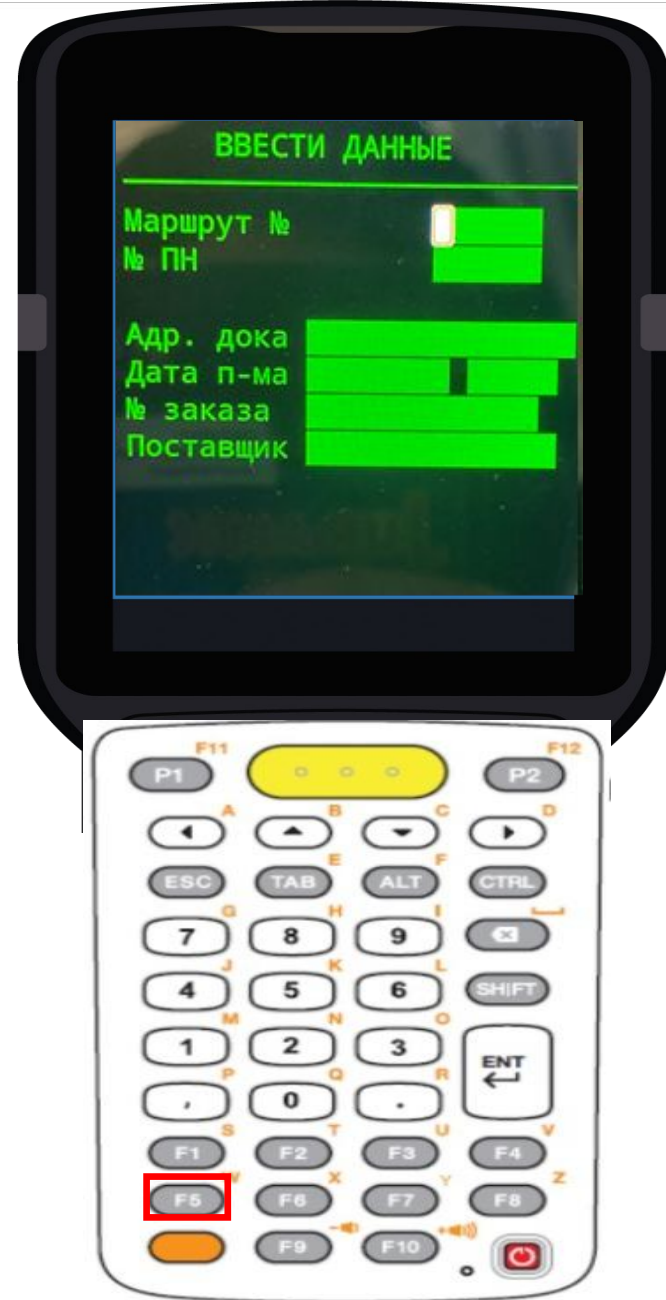 ВВЕСТИ ДАННЫЕ
Маршрут №
№ ПН
Адр. дока
Дата п-ма
№ заказа
Поставщик
F11 F12
P1 P2
A B C D
E F
ESC TAB ALT CTRL
G H I
7 8 9
J K L
4 5 6 SHIFT
M N O
1 2 3 ENT
P Q R
, 0 .
S T U V
F1 F2 F3 F4
W X Y Z
F5 F6 F7 F8
F9 F10